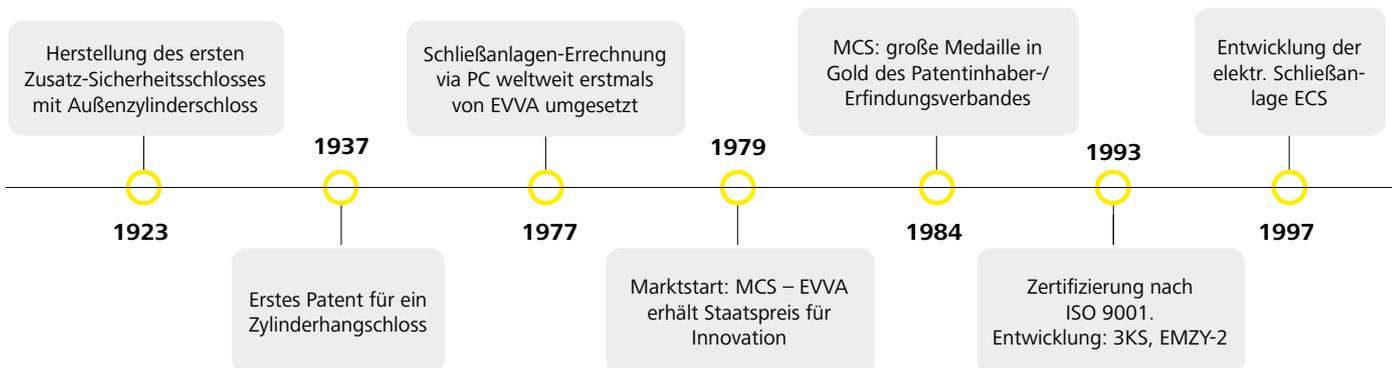 Herstellung des ersten
Zusatz-Sicherheitsschlosses
mit Außenzylinderschloss
1923
1937
Erstes Patent für ein
Zylinderhangschloss
Schließanlagen-Errechnung
via PC weltweit erstmals
von EVVA umgesetzt
1977
1979
Marktstart: MCS – EVVA
erhält Staatspreis für
Innovation
MCS: große Medaille in
Gold des Patentinhaber-/
Erfindungsverbandes
1984
1993
Zertifizierung nach
ISO 9001.
Entwicklung: 3KS, EMZY-2
Entwicklung der
elektr. Schließan-
lage ECS
1997